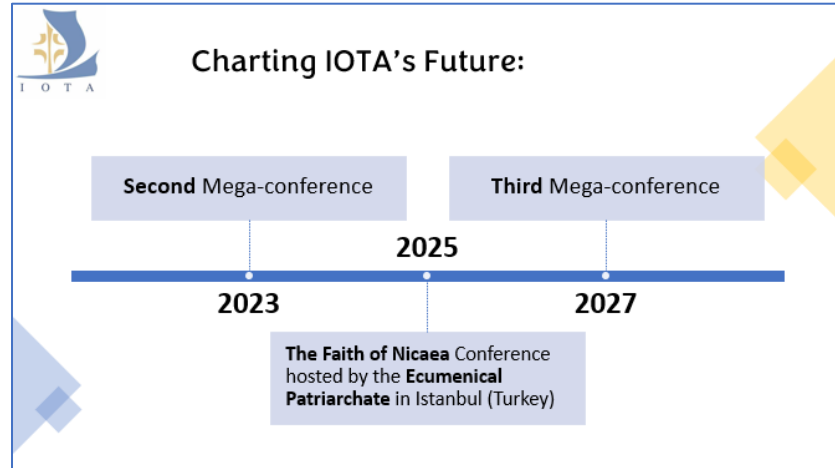 I O T A
Charting IOTA's Future:
Second Mega-conference
Third Mega-conference
2025
2023
2027
The Faith of Nicaea Conference
hosted by the Ecumenical
Patriarchate in Istanbul (Turkey)